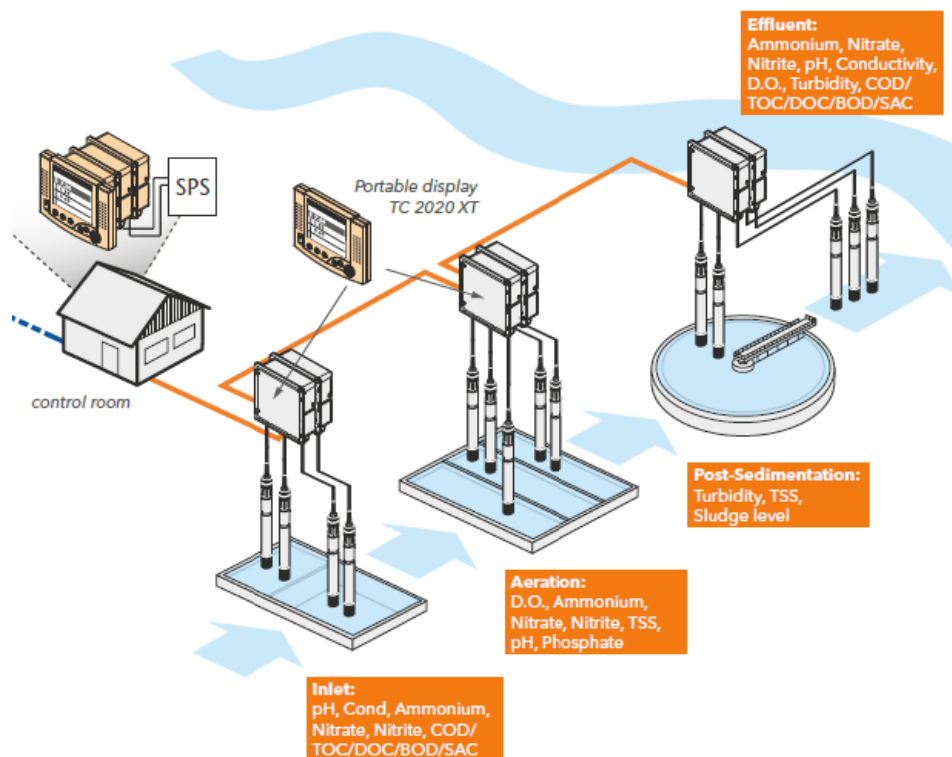 Effluent:
Ammonium, Nitrate,
Nitrite, pH, Conductivity,
D.O., Turbidity, COD/
TOC/DOC/BOD/SAC
SPS
Portable display
TC 2020 XT
control room
Post-Sedimentation:
Turbidity, TSS,
Sludge level
Aeration:
D.O., Ammonium,
Nitrate, Nitrite, TSS,
pH, Phosphate
Inlet:
pH, Cond, Ammonium,
Nitrate, Nitrite, COD/
TOC/DOC/BOD/SAC